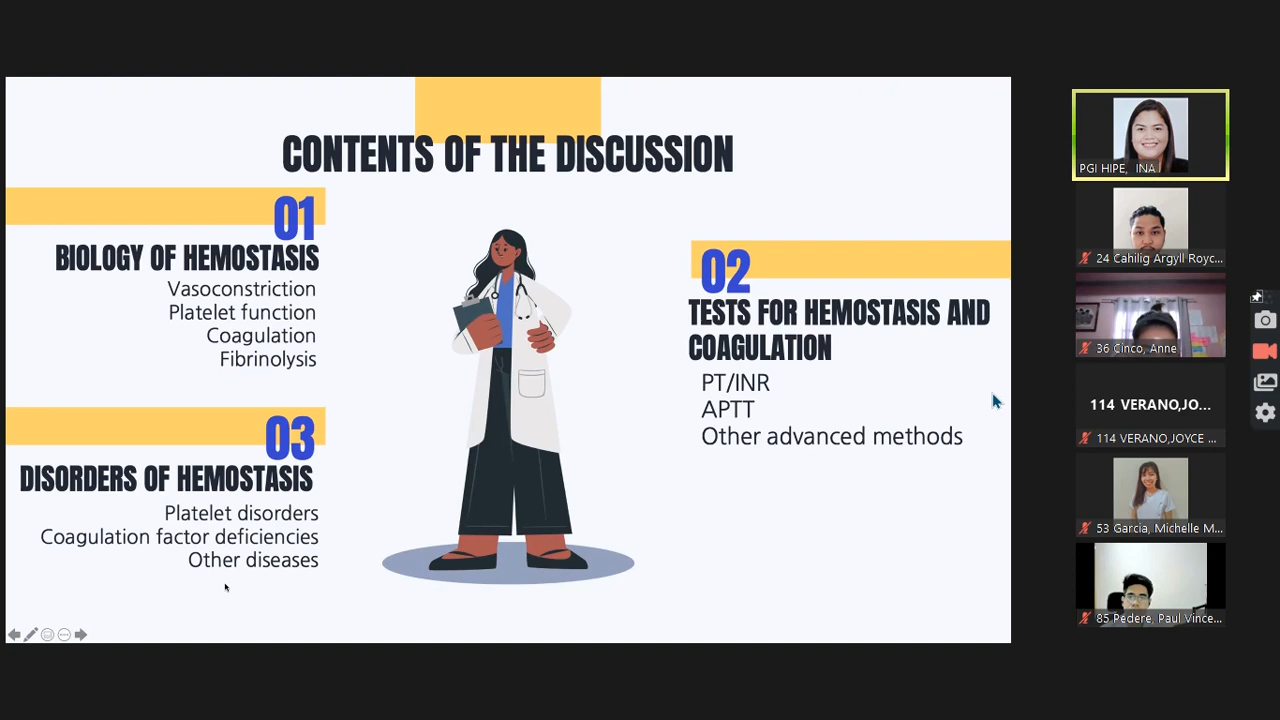 CONTENTS OF THE DISCUSSION
01
BIOLOGY OF HEMOSTASIS
Vasoconstriction
Platelet function
Coagulation
Fibrinolysis
02
TESTS FOR HEMOSTASIS AND
COAGULATION
PT/INR
APTT
Other advanced methods
03
DISORDERS OF HEMOSTASIS
Platelet disorders
Coagulation factor deficiencies
Other diseases
PGI HIPE, INA
24 Cahilig Argyll Royc...
36 Cinco, Anne
114 VERANO,JO...
114 VERANO,JOYCE ...
53 Garcia, Michelle M...
85 Pedere, Paul Vince...